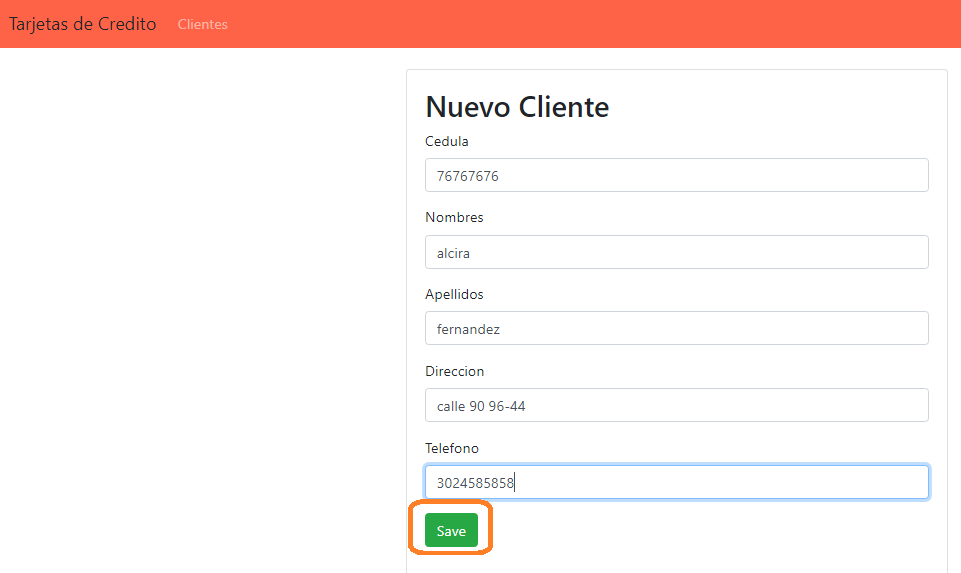 Tarjetas de Credito Clientes
Nuevo Cliente
Cedula
76767676
Nombres
alcira
Apellidos
fernandez
Direccion
calle 90 96-44
Telefono
3024585858
Save